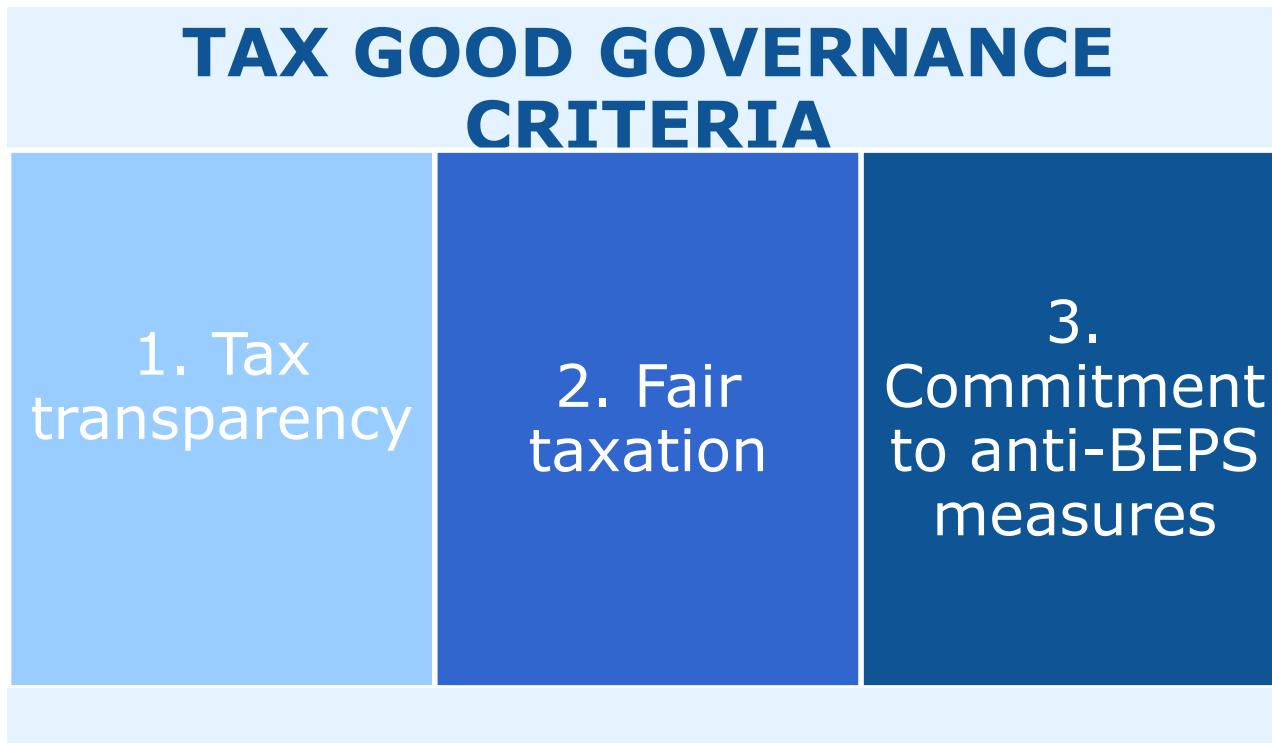 TAX GOOD GOVERNANCE
CRITERIA
1. Tax
transparency
2. Fair
taxation
3.
Commitment
to anti-BEPS
measures